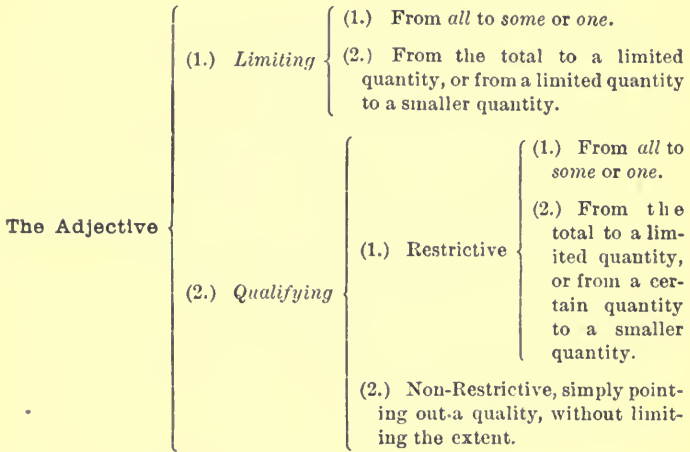 The Adjective
(1.) Limiting
(1.) From all to some or one.
(2.) From the total to a limited
quantity, or from a limited quantity
to a smaller quantity.
(2.) Qualifying
(1.) Restrictive
(1.) From all to
some or one.
(2.) From the
total to a lim-
ited quantity,
or from a cer-
tain quantity
to a smaller
quantity.
(2.) Non-Restrictive, simply point-
ing out a quality, without limit-
ing the extent.